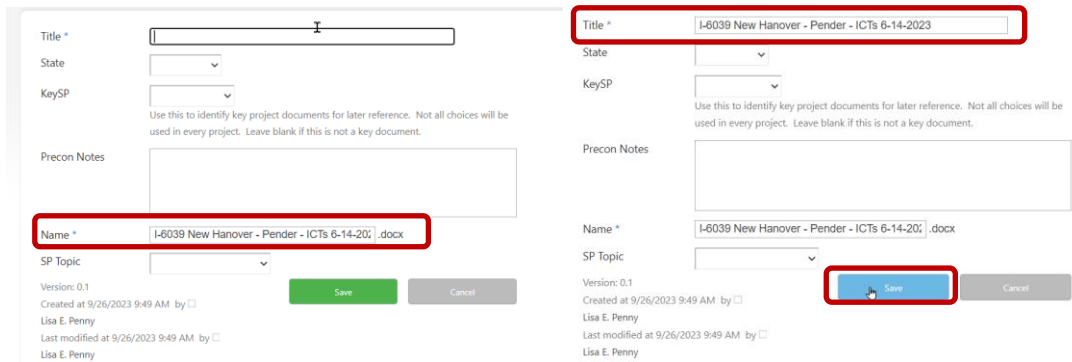 Title *
State
KeySP
Use this to identify key project documents for later reference. Not all choices will be
used in every project. Leave blank if this is not a key document.
Precon Notes
Name * I-6039 New Hanover - Pender - ICTs 6-14-202 .docx
SP Topic
Version: 0.1
Created at 9/26/2023 9:49 AM by
Lisa E. Penny
Last modified at 9/26/2023 9:49 AM by
Lisa E. Penny
Save Cancel
Title * I-6039 New Hanover - Pender - ICTs 6-14-2023
State
KeySP
Use this to identify key project documents for later reference. Not all choices will be
used in every project. Leave blank if this is not a key document.
Precon Notes
Name * I-6039 New Hanover - Pender - ICTs 6-14-202 .docx
SP Topic
Version: 0.1
Created at 9/26/2023 9:49 AM by
Lisa E. Penny
Last modified at 9/26/2023 9:49 AM by
Lisa E. Penny
Save Cancel